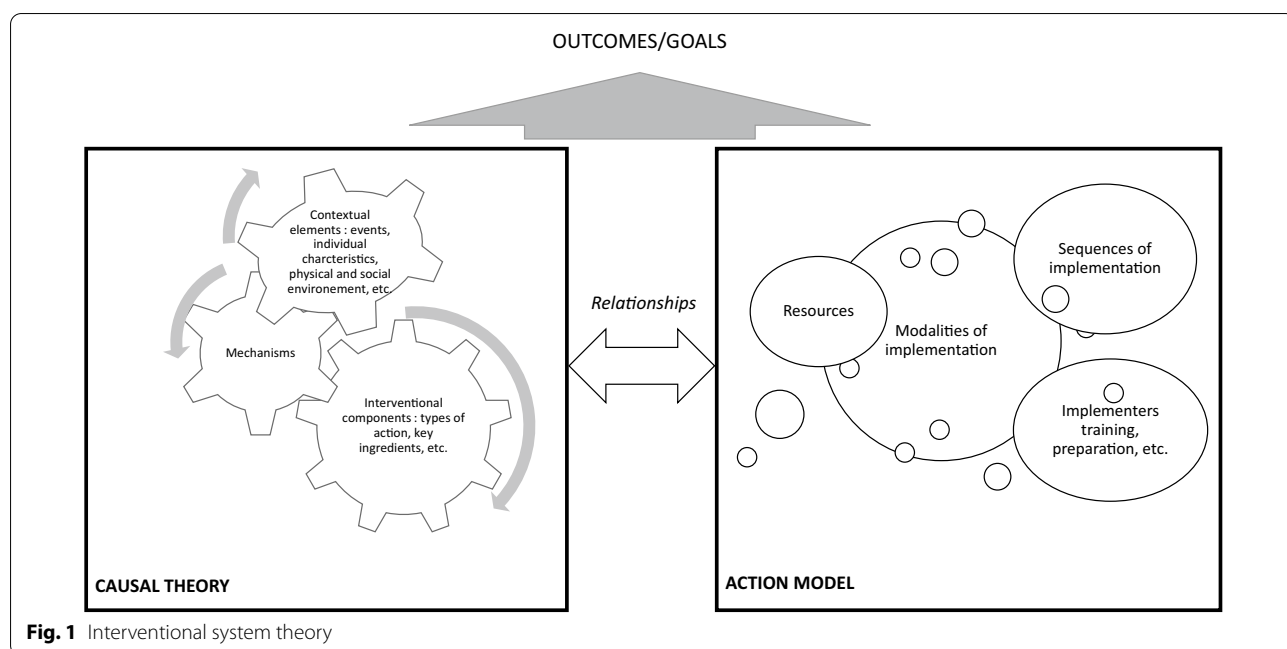 OUTCOMES/GOALS
Contextual
elements : events,
individual
charcteristics,
physical and social
environement, etc.
Mechanisms
Interventional
components : types of
action, key
ingredients, etc.
CAUSAL THEORY
Relationships
Resources
Modalities of
implementation
Sequences of
implementation
Implementers
training,
preparation, etc.
ACTION MODEL
Fig. 1 Interventional system theory